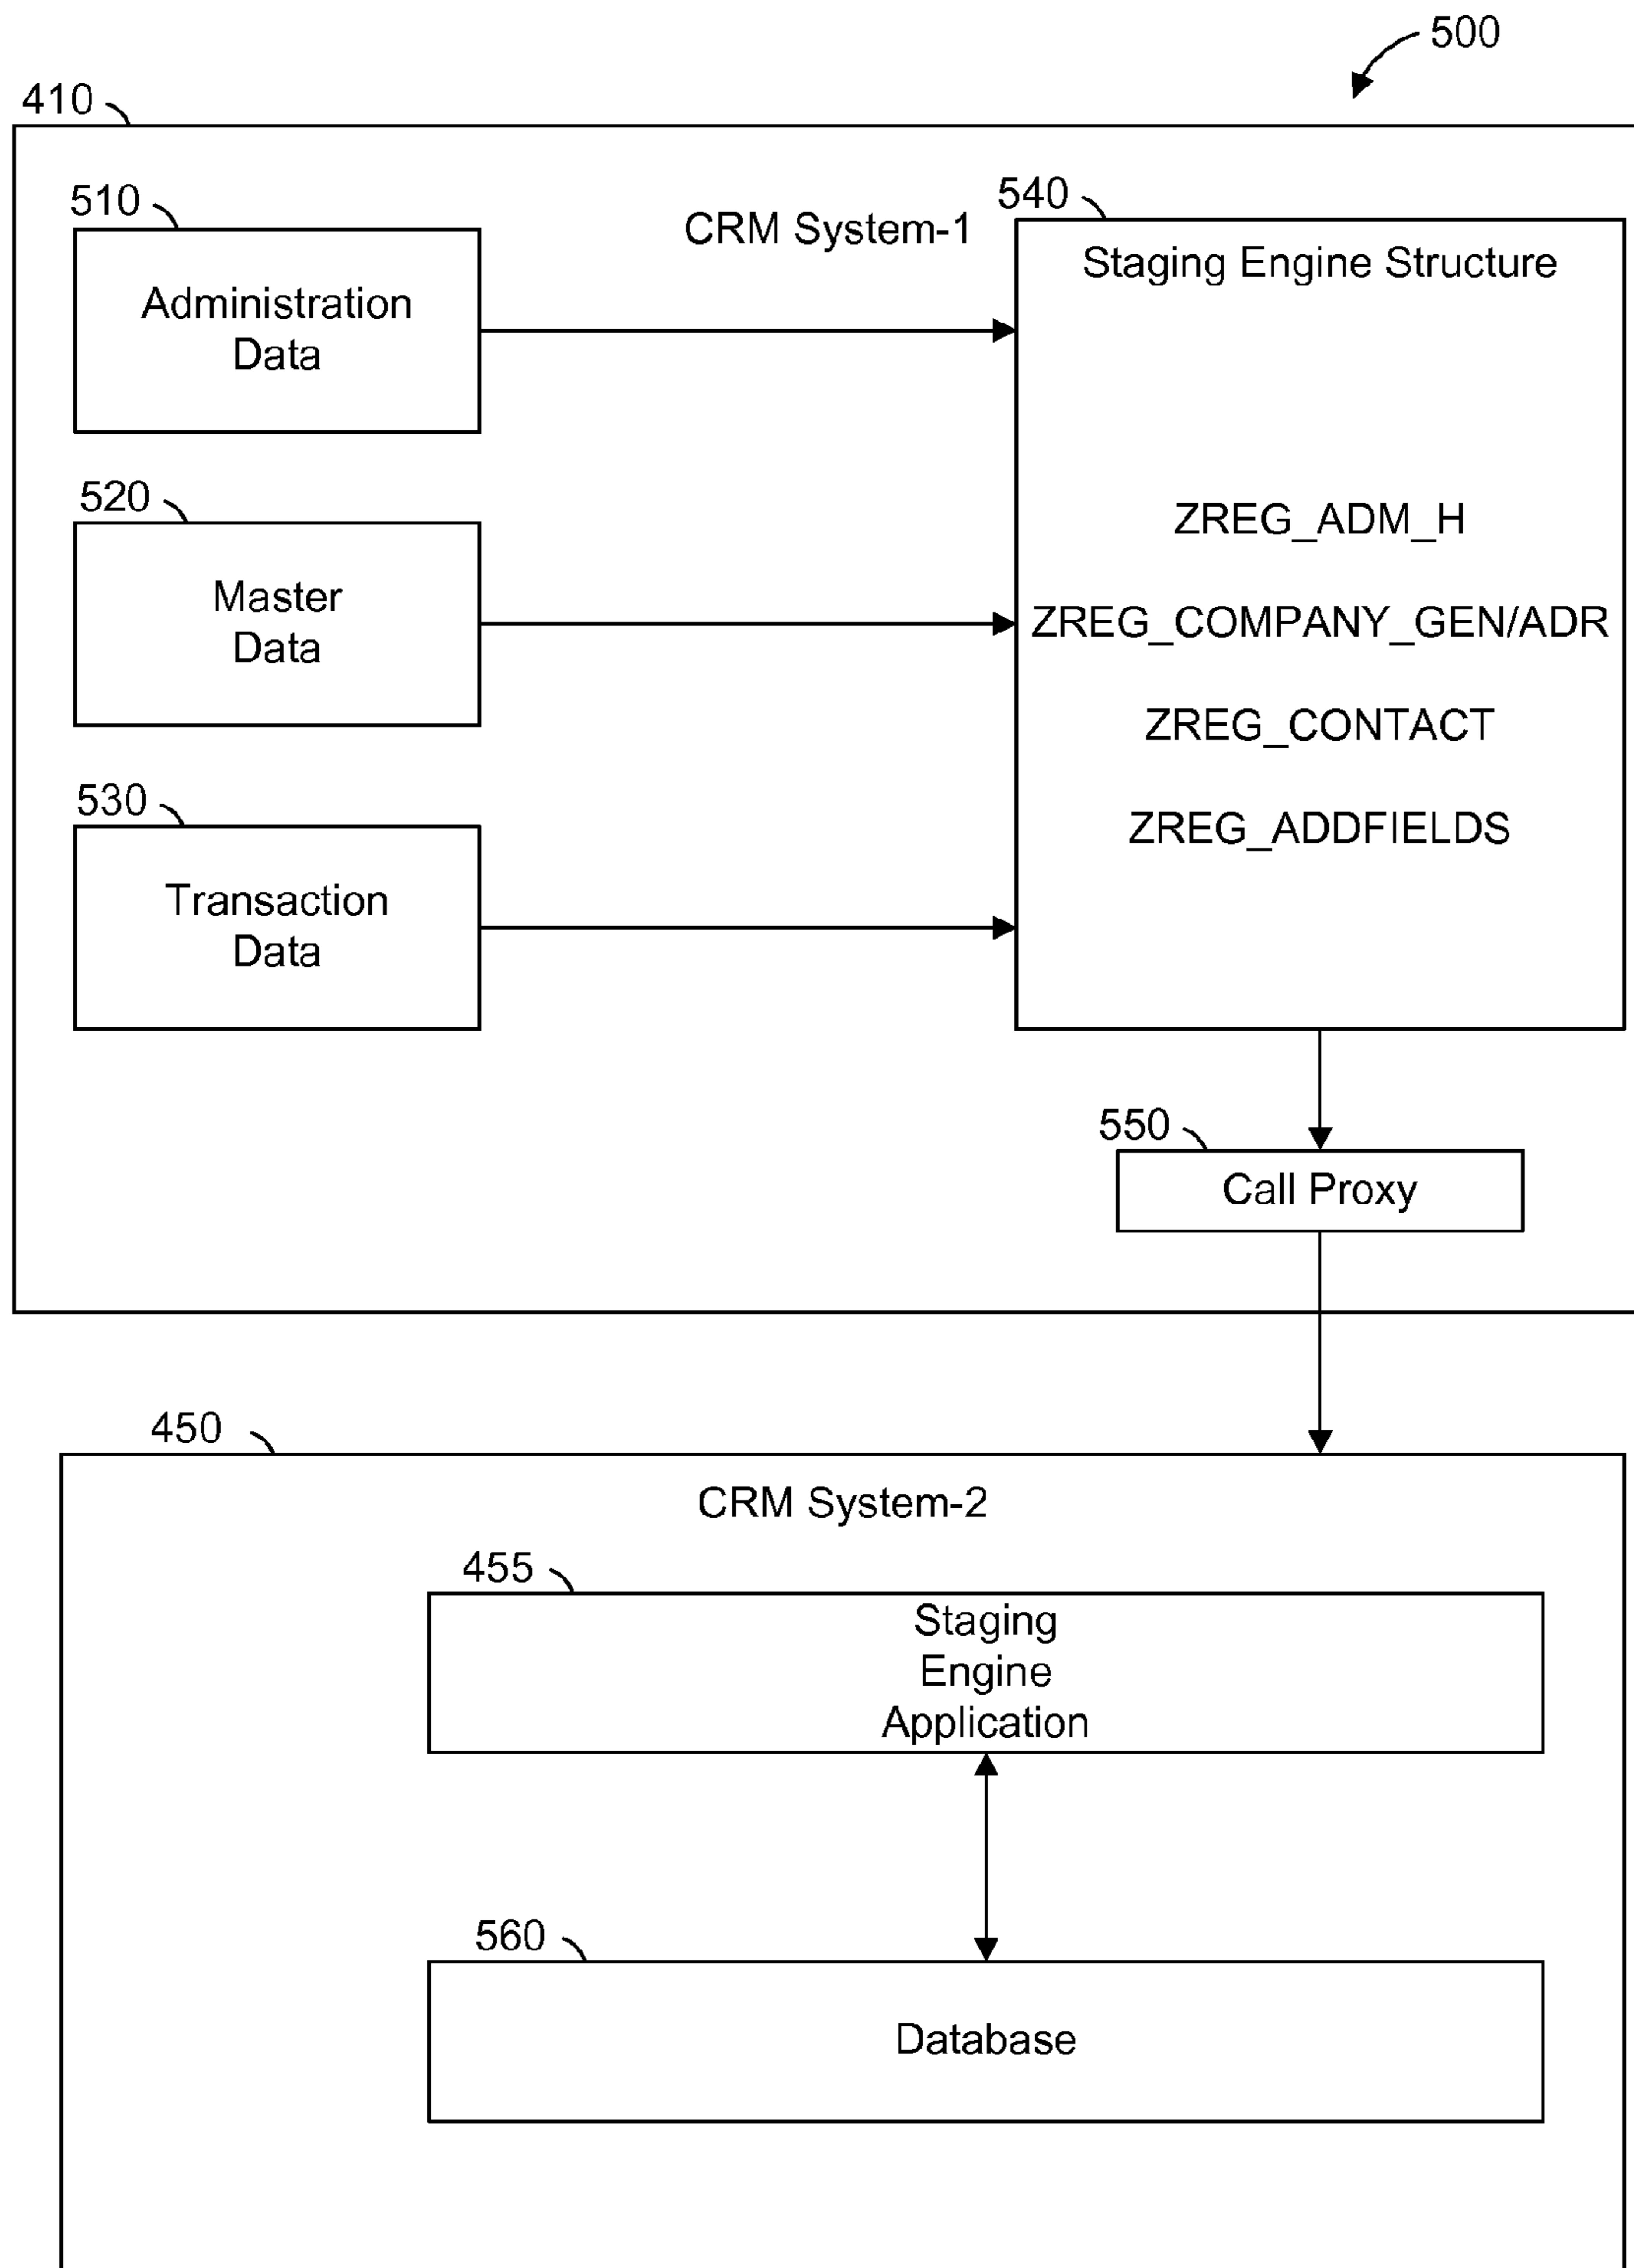 500
410
510
540
CRM System-1
Staging Engine Structure
Administration
Data
520
ZREG_ADM_H
Master
Data
ZREG_COMPANY_GEN/ADR
ZREG_CONTACT
530
ZREG_ADDFIELDS
Transaction
Data
550
Call Proxy
450
CRM System-2
455
Staging
Engine
Application
560
Database